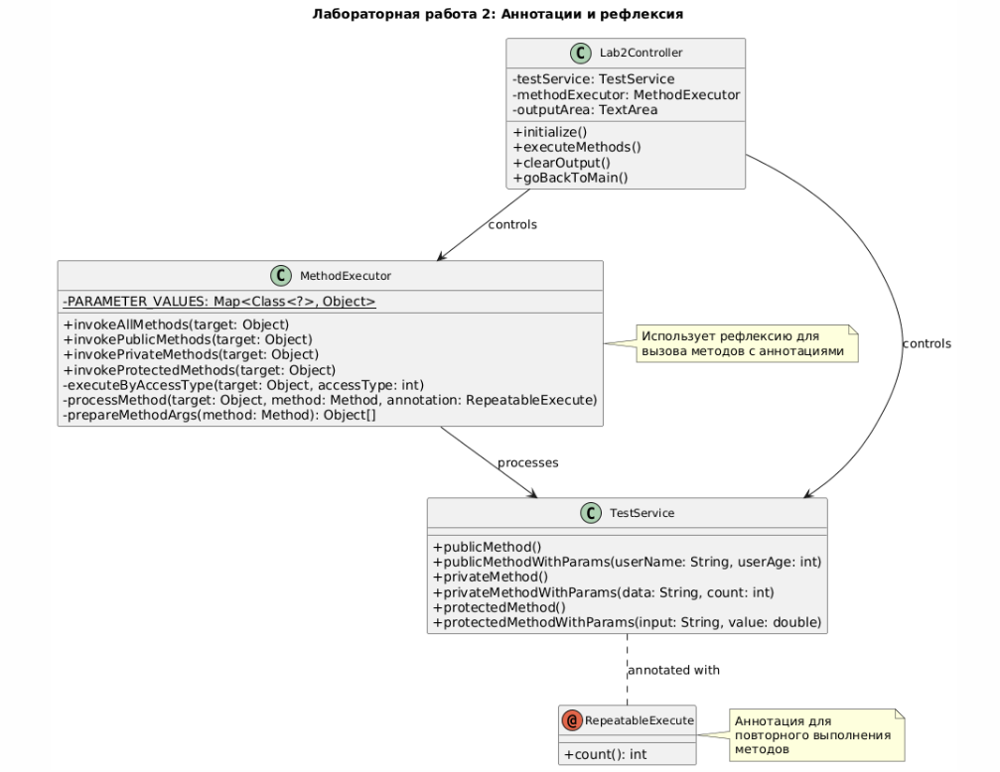 Лабораторная работа 2: Аннотации и рефлексия
C Lab2Controller
-testService: TestService
-methodExecutor: MethodExecutor
-outputArea: TextArea
+initialize()
+executeMethods()
+clearOutput()
+goBackToMain()
controls
controls
C MethodExecutor
-PARAMETER_VALUES: Map<Class<?>, Object>
+invokeAllMethods(target: Object)
+invokePublicMethods(target: Object)
+invokePrivateMethods(target: Object)
+invokeProtectedMethods(target: Object)
-executeByAccessType(target: Object, accessType: int)
-processMethod(target: Object, method: Method, annotation: RepeatableExecute)
-prepareMethodArgs(method: Method): Object[]
Использует рефлексию для
вызова методов с аннотациями
processes
C TestService
+publicMethod()
+publicMethodWithParams(userName: String, userAge: int)
+privateMethod()
+privateMethodWithParams(data: String, count: int)
+protectedMethod()
+protectedMethodWithParams(input: String, value: double)
annotated with
@ RepeatableExecute
+count(): int
Аннотация для
повторного выполнения
методов